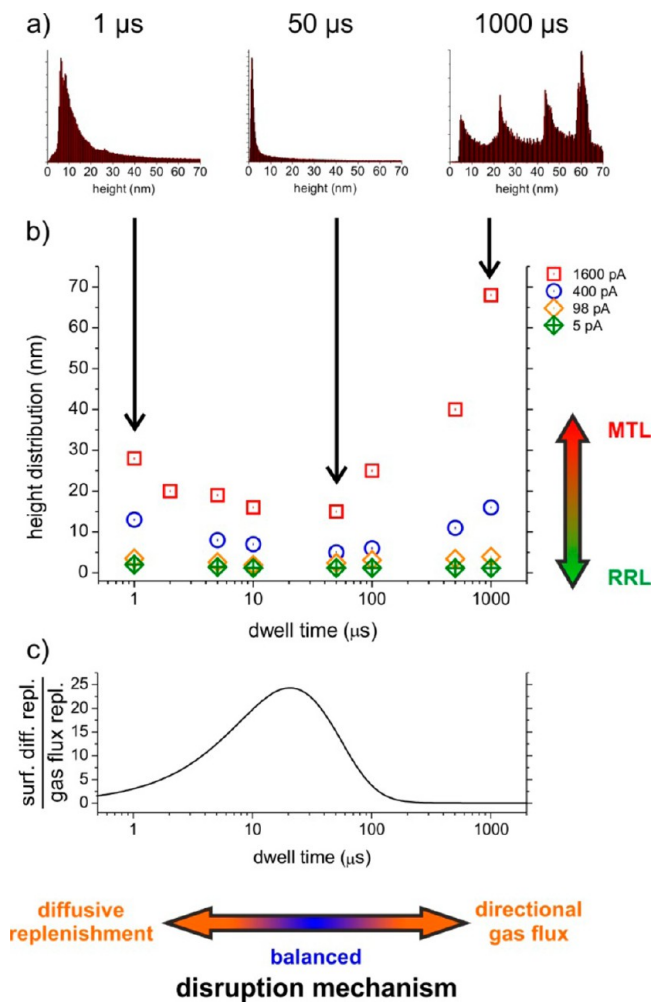 a)
1 µs
50 µs
1000 µs
0 10 20 30 40 50 60 70
height (nm)
0 10 20 30 40 50 60 70
height (nm)
0 10 20 30 40 50 60 70
height (nm)
b)
70
60
50
40
30
20
10
0
height distribution (nm)
1
10
100
1000
dwell time (µs)
1600 pA
400 pA
98 pA
5 pA
MTL
RRL
c)
surf. diff. repl.
gas flux repl.
25
20
15
10
5
0
1
10
100
1000
dwell time (µs)
diffusive
replenishment
directional
gas flux
balanced
disruption mechanism